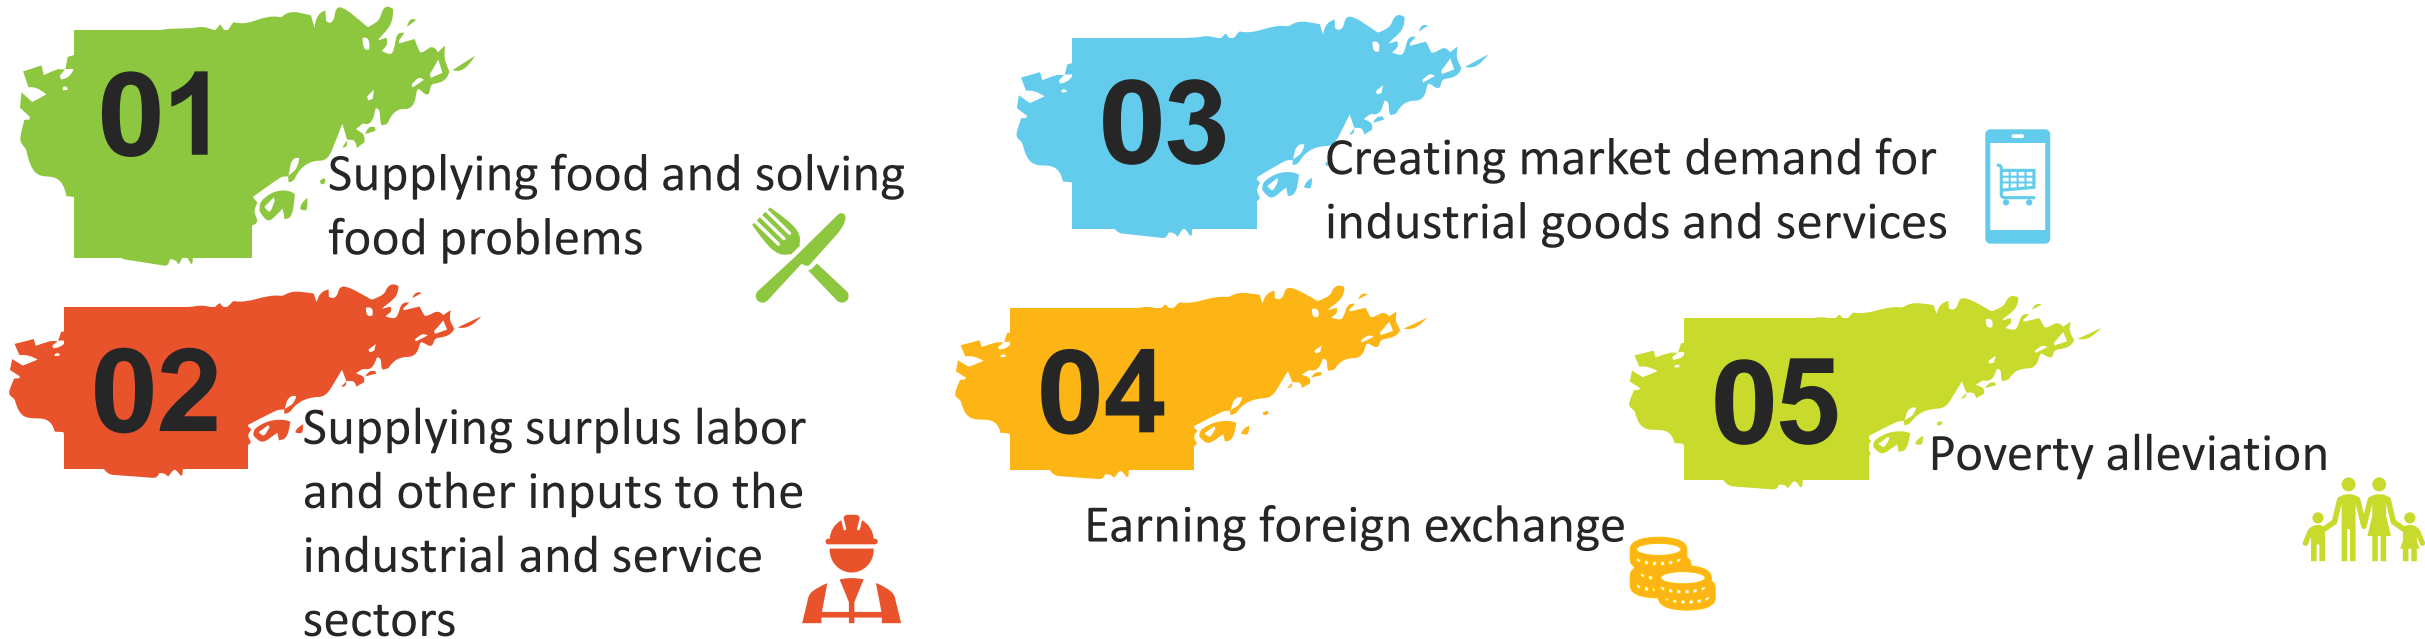 01
Supplying food and solving
food problems
02
Supplying surplus labor
and other inputs to the
industrial and service
sectors
03
Creating market demand for
industrial goods and services
04
Earning foreign exchange
05
Poverty alleviation